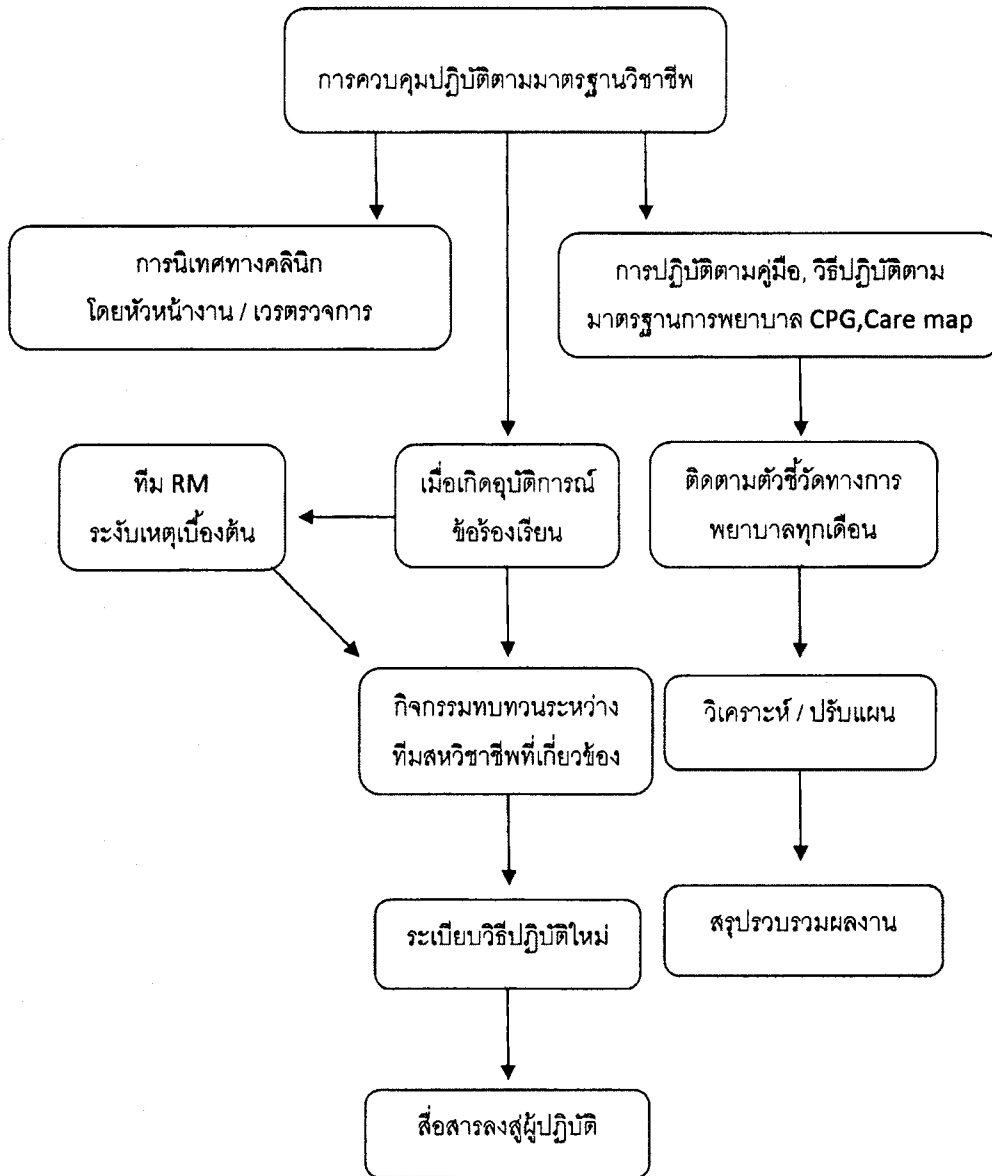 การควบคุมปฏิบัติตามมาตรฐานวิชาชีพ
การนิเทศทางคลินิก
โดยหัวหน้างาน / เวรตรวจการ
การปฏิบัติตามคู่มือ, วิธีปฏิบัติตาม
มาตรฐานการพยาบาล CPG,Care map
ทีม RM
ระงับเหตุเบื้องต้น
เมื่อเกิดอุบัติการณ์
ข้อร้องเรียน
ติดตามตัวชี้วัดทางการ
พยาบาลทุกเดือน
กิจกรรมทบทวนระหว่าง
ทีมสหวิชาชีพที่เกี่ยวข้อง
วิเคราะห์ / ปรับแผน
ระเบียบวิธีปฏิบัติใหม่
สรุปรวบรวมผลงาน
สื่อสารลงสู่ผู้ปฏิบัติ